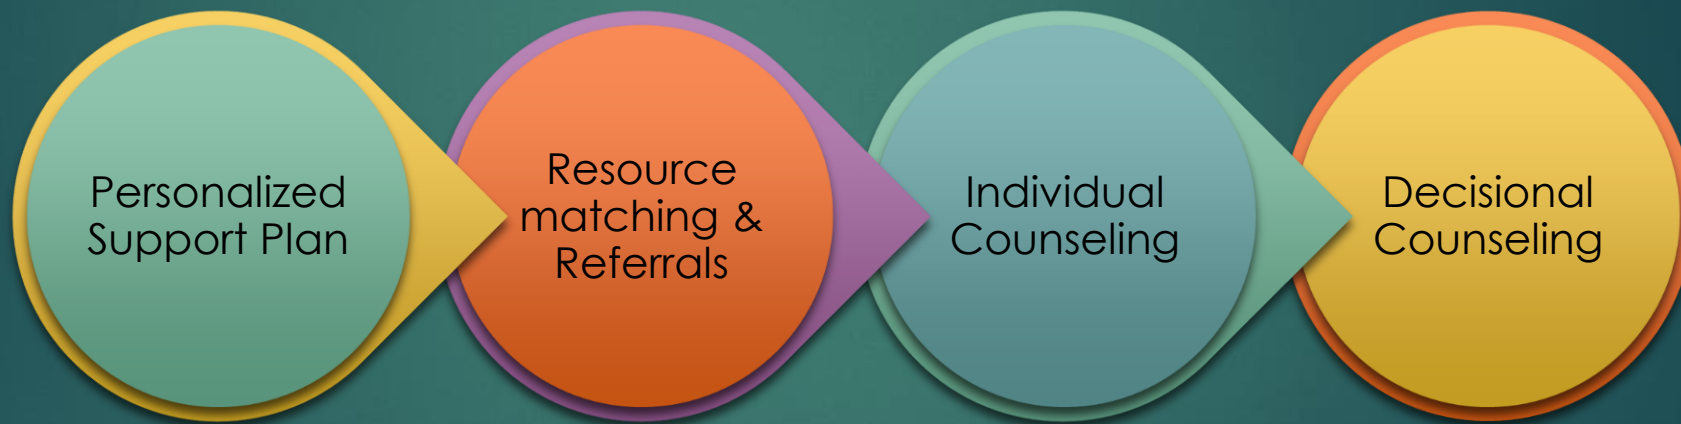 Personalized
Support Plan
Resource
matching &
Referrals
Individual
Counseling
Decisional
Counseling